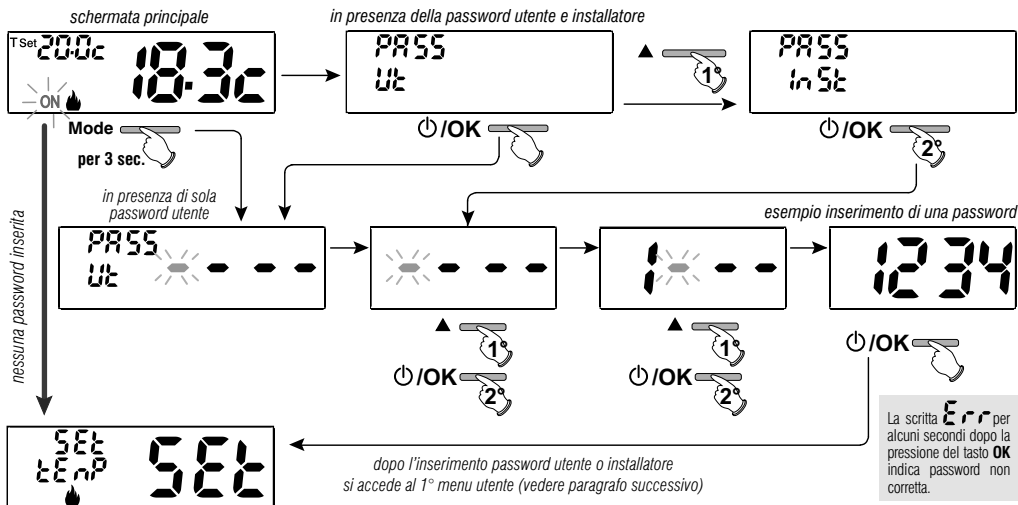 schermata principale
in presenza della password utente e installatore
T Set 20.0c
18.3c
ON
PASS
Ut
▲
1°
PASS
InSt
Mode
per 3 sec.
⏻/OK
⏻/OK
2°
in presenza di sola
password utente
esempio inserimento di una password
nessuna password inserita
PASS
Ut
- - - -
- - - -
1 - - -
1234
▲
1°
⏻/OK
2°
▲
1°
⏻/OK
2°
⏻/OK
La scritta Err per
alcuni secondi dopo la
pressione del tasto OK
indica password non
corretta.
SEt
tEmP
SEt
dopo l'inserimento password utente o installatore
si accede al 1° menu utente (vedere paragrafo successivo)